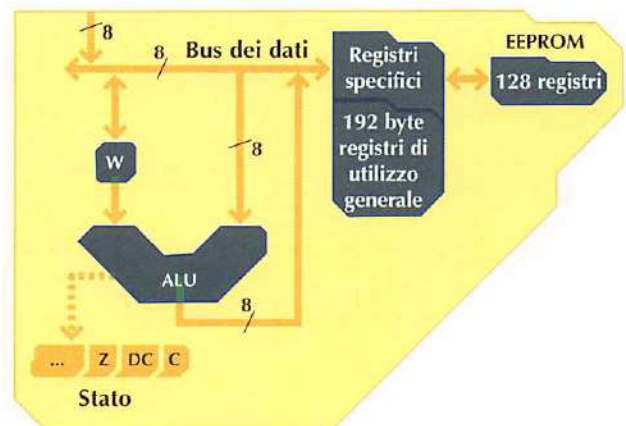 8
8
Bus dei dati
Registri
specifici
EEPROM
128 registri
192 byte
registri di
utilizzo
generale
W
8
ALU
8
... Z DC C
Stato